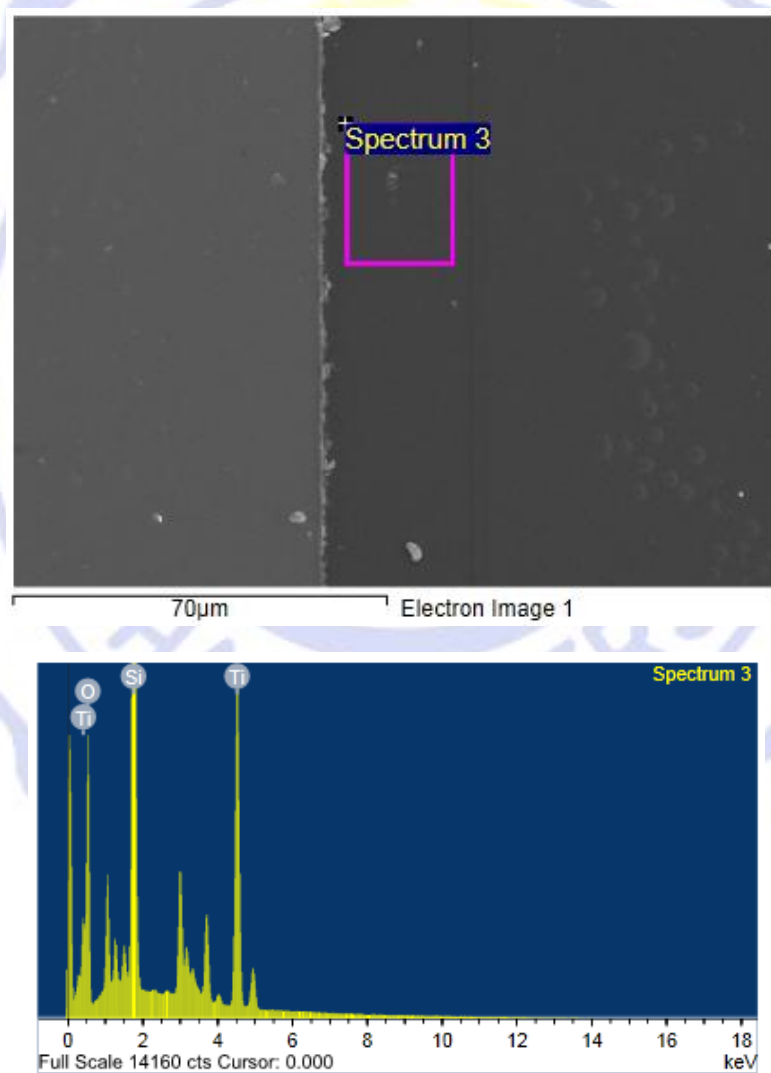 Spectrum 3
70µm Electron Image 1
Spectrum 3
Si Ti
O
Ti
0 2 4 6 8 10 12 14 16 18
Full Scale 14160 cts Cursor: 0.000 keV